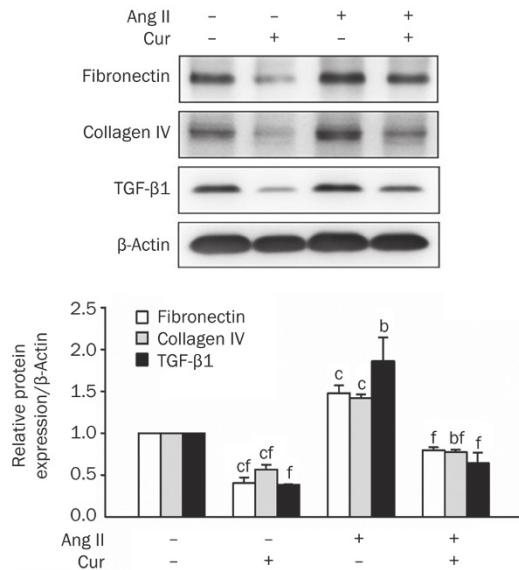 Ang II – – + +
Cur – + – +
Fibronectin
Collagen IV
TGF-β1
β-Actin
Relative protein
expression/β-Actin
2.5
2.0
1.5
1.0
0.5
0.0
Fibronectin
Collagen IV
TGF-β1
cf cf f
c c b
f bf f
Ang II – – + +
Cur – + – +